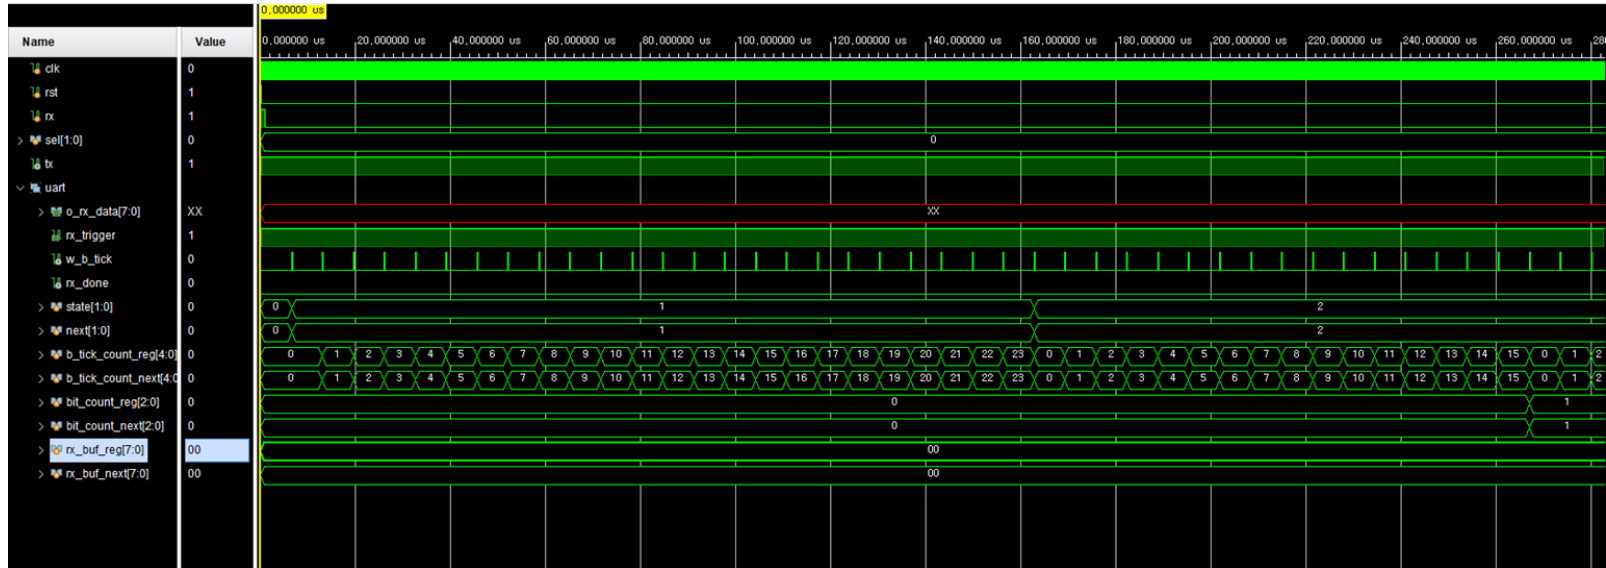 0,000000 us
Name Value 0,000000 us 20,000000 us 40,000000 us 60,000000 us 80,000000 us 100,000000 us 120,000000 us 140,000000 us 160,000000 us 180,000000 us 200,000000 us 220,000000 us 240,000000 us 260,000000 us 280
clk 0
rst 1
rx 1
sel[1:0] 0 0
tx 1
uart
o_rx_data[7:0] XX XX
rx_trigger 1
w_b_tick 0
rx_done 0
state[1:0] 0 0 1 2
next[1:0] 0 0 1 2
b_tick_count_reg[4:0] 0 0 1 2 3 4 5 6 7 8 9 10 11 12 13 14 15 16 17 18 19 20 21 22 23 0 1 2 3 4 5 6 7 8 9 10 11 12 13 14 15 0 1 2
b_tick_count_next[4:0 0 0 1 2 3 4 5 6 7 8 9 10 11 12 13 14 15 16 17 18 19 20 21 22 23 0 1 2 3 4 5 6 7 8 9 10 11 12 13 14 15 0 1 2
bit_count_reg[2:0] 0 0 1
bit_count_next[2:0] 0 0 1
rx_buf_reg[7:0] 00 00
rx_buf_next[7:0] 00 00